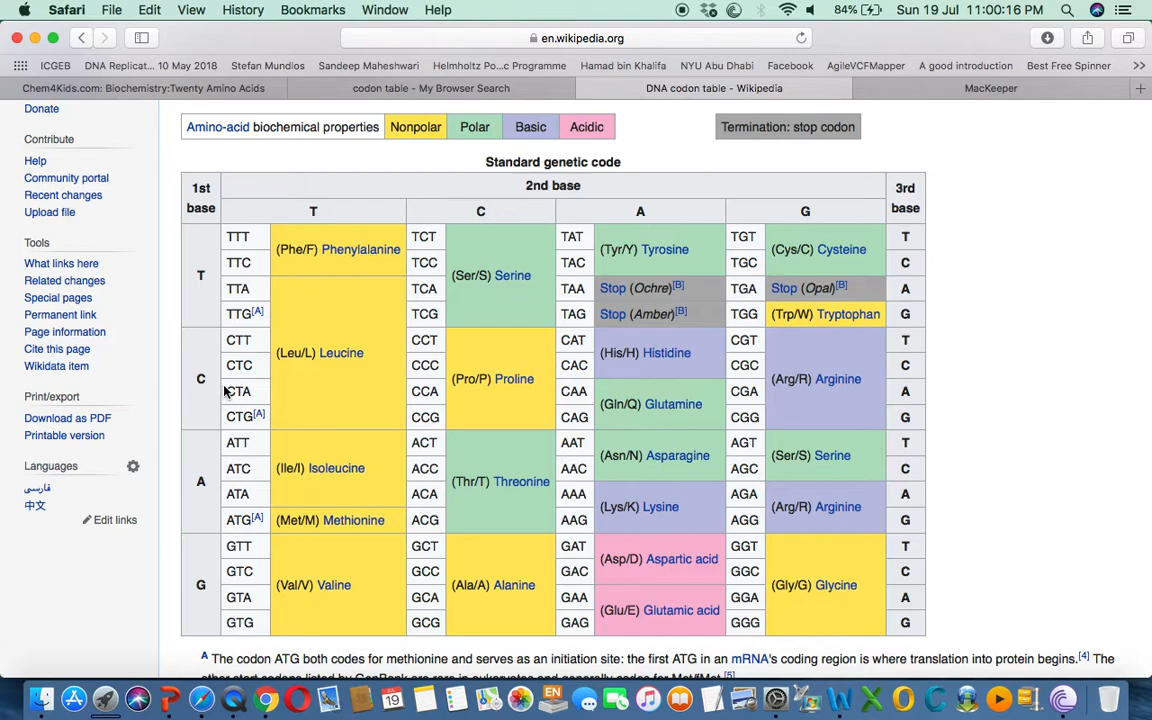 Safari File Edit View History Bookmarks Window Help 84% Sun 19 Jul 11:00:16 PM
en.wikipedia.org
ICGEB DNA Replicat... 10 May 2018 Stefan Mundlos Sandeep Maheshwari Helmholtz Po...c Programme Hamad bin Khalifa NYU Abu Dhabi Facebook AgileVCFMapper A good introduction Best Free Spinner >>
Chem4Kids.com: Biochemistry:Twenty Amino Acids codon table - My Browser Search DNA codon table - Wikipedia MacKeeper +
Donate
Contribute
Help
Community portal
Recent changes
Upload file
Tools
What links here
Related changes
Special pages
Permanent link
Page information
Cite this page
Wikidata item
Print/export
Download as PDF
Printable version
Languages
فارسی
中文
Edit links
Amino-acid biochemical properties Nonpolar Polar Basic Acidic Termination: stop codon
Standard genetic code
1st base 2nd base 3rd base
T C A G
T TTT (Phe/F) Phenylalanine TCT (Ser/S) Serine TAT (Tyr/Y) Tyrosine TGT (Cys/C) Cysteine T
TTC TCC TAC TGC C
TTA (Leu/L) Leucine TCA TAA Stop (Ochre)[B] TGA Stop (Opal)[B] A
TTG[A] TCG TAG Stop (Amber)[B] TGG (Trp/W) Tryptophan G
C CTT CCT (Pro/P) Proline CAT (His/H) Histidine CGT (Arg/R) Arginine T
CTC CCC CAC CGC C
CTA CCA CAA (Gln/Q) Glutamine CGA A
CTG[A] CCG CAG CGG G
A ATT (Ile/I) Isoleucine ACT (Thr/T) Threonine AAT (Asn/N) Asparagine AGT (Ser/S) Serine T
ATC ACC AAC AGC C
ATA ACA AAA (Lys/K) Lysine AGA (Arg/R) Arginine A
ATG[A] (Met/M) Methionine ACG AAG AGG G
G GTT (Val/V) Valine GCT (Ala/A) Alanine GAT (Asp/D) Aspartic acid GGT (Gly/G) Glycine T
GTC GCC GAC GGC C
GTA GCA GAA (Glu/E) Glutamic acid GGA A
GTG GCG GAG GGG G
A The codon ATG both codes for methionine and serves as an initiation site: the first ATG in an mRNA's coding region is where translation into protein begins.[4] The